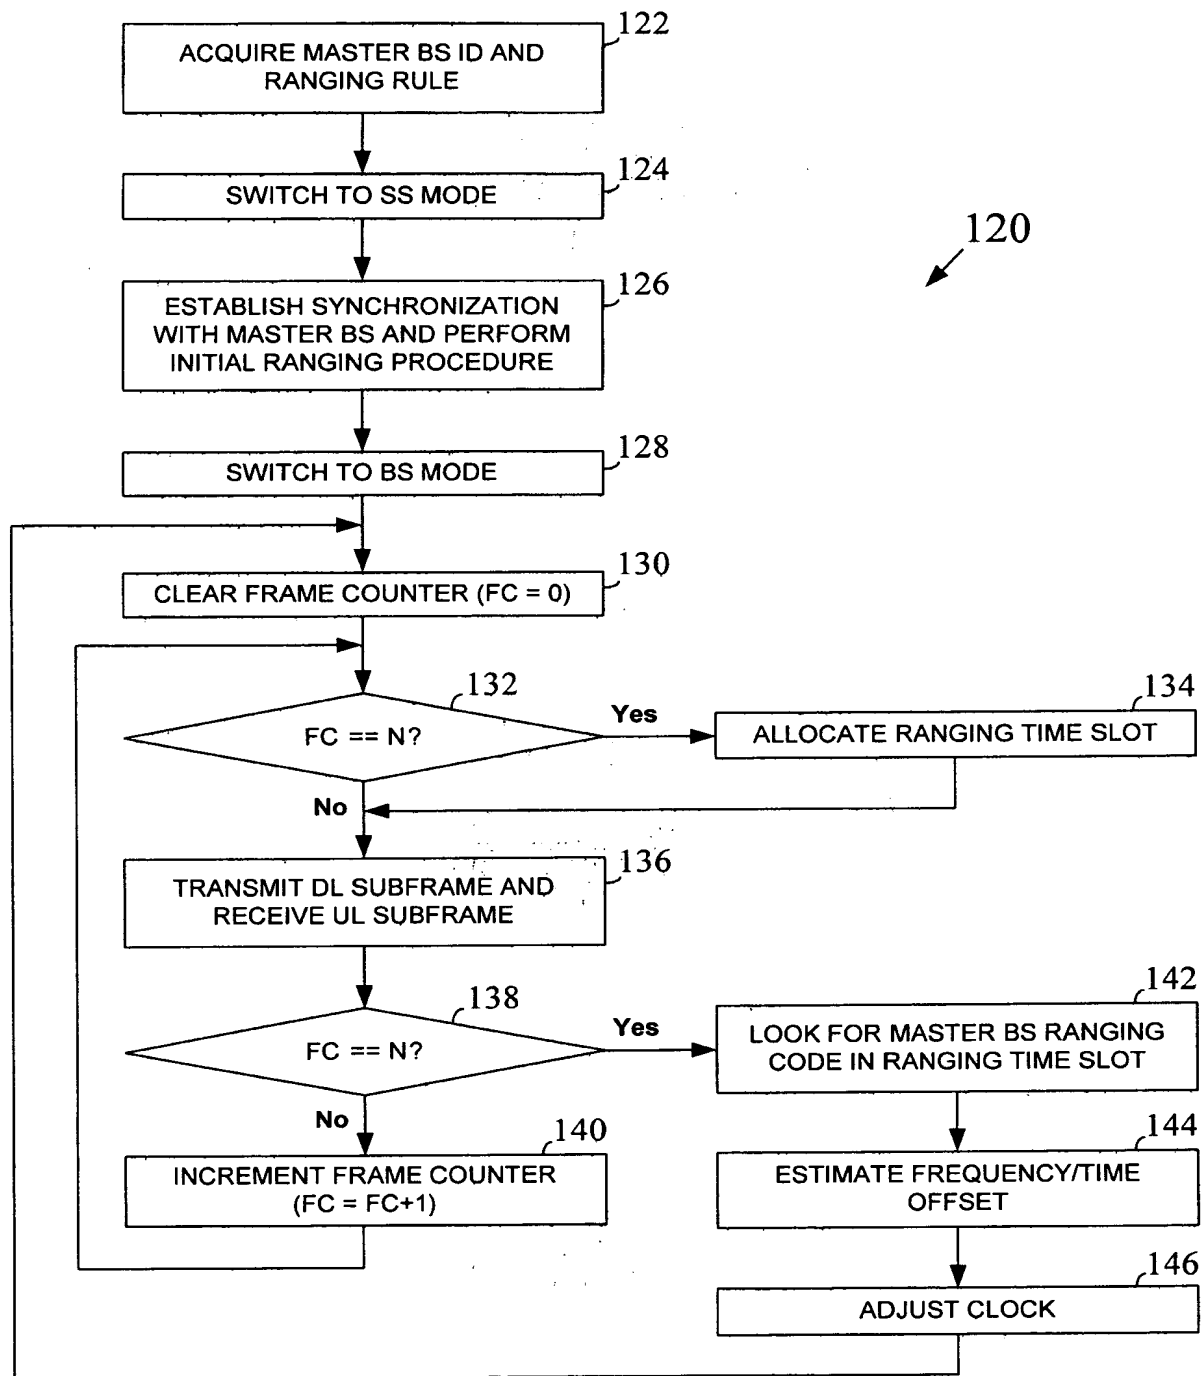 122
ACQUIRE MASTER BS ID AND
RANGING RULE
124
SWITCH TO SS MODE
120
126
ESTABLISH SYNCHRONIZATION
WITH MASTER BS AND PERFORM
INITIAL RANGING PROCEDURE
128
SWITCH TO BS MODE
130
CLEAR FRAME COUNTER (FC = 0)
132
FC == N?
Yes
134
ALLOCATE RANGING TIME SLOT
No
136
TRANSMIT DL SUBFRAME AND
RECEIVE UL SUBFRAME
138
FC == N?
Yes
142
LOOK FOR MASTER BS RANGING
CODE IN RANGING TIME SLOT
No
140
INCREMENT FRAME COUNTER
(FC = FC+1)
144
ESTIMATE FREQUENCY/TIME
OFFSET
146
ADJUST CLOCK